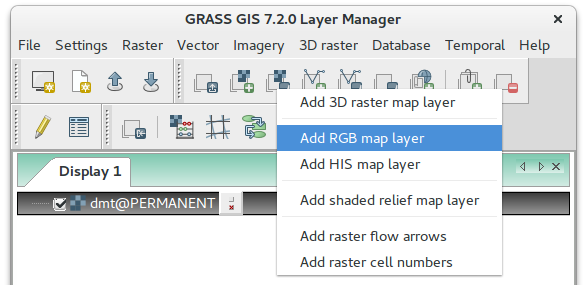 GRASS GIS 7.2.0 Layer Manager
File Settings Raster Vector Imagery 3D raster Database Temporal Help
Add 3D raster map layer
Add RGB map layer
Add HIS map layer
Display 1
Add shaded relief map layer
dmt@PERMANENT
Add raster flow arrows
Add raster cell numbers